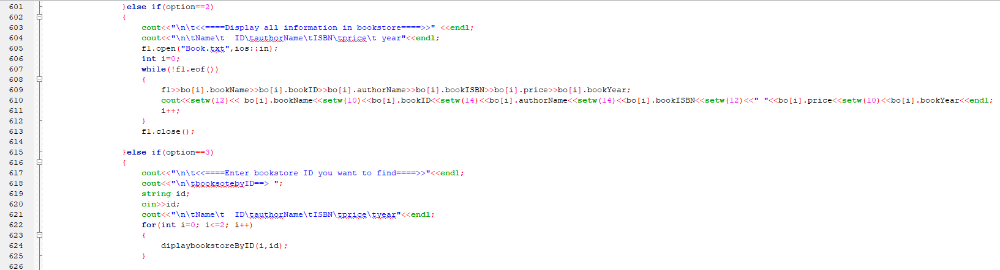 601 }else if(option==2)
602 {
603 cout<<"\n\t<<====Display all information in bookstore====>>" <<endl;
604 cout<<"\n\tName\t  ID\tauthorName\tISBN\tprice\t year"<<endl;
605 fl.open("Book.txt",ios::in);
606 int i=0;
607 while(!fl.eof())
608 {
609 fl>>bo[i].bookName>>bo[i].bookID>>bo[i].authorName>>bo[i].bookISBN>>bo[i].price>>bo[i].bookYear;
610 cout<<setw(12)<< bo[i].bookName<<setw(10)<<bo[i].bookID<<setw(14)<<bo[i].authorName<<setw(14)<<bo[i].bookISBN<<setw(12)<<" "<<bo[i].price<<setw(10)<<bo[i].bookYear<<endl;
611 i++;
612 }
613 fl.close();
614
615 }else if(option==3)
616 {
617 cout<<"\n\t<<====Enter bookstore ID you want to find====>>"<<endl;
618 cout<<"\n\tbooksotebyID==> ";
619 string id;
620 cin>>id;
621 cout<<"\n\tName\t  ID\tauthorName\tISBN\tprice\tyear"<<endl;
622 for(int i=0; i<=2; i++)
623 {
624 diplaybookstoreByID(i,id);
625 }
626